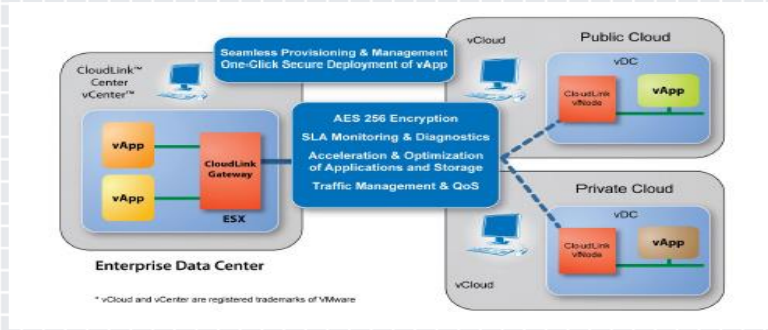 Seamless Provisioning & Management
One-Click Secure Deployment of vApp
CloudLink™
Center
vCenter™
vApp
vApp
CloudLink
Gateway
ESX
Enterprise Data Center
AES 256 Encryption
SLA Monitoring & Diagnostics
Acceleration & Optimization
of Applications and Storage
Traffic Management & QoS
vCloud
Public Cloud
vDC
CloudLink
vNode
vApp
Private Cloud
vDC
CloudLink
vNode
vApp
vCloud
* vCloud and vCenter are registered trademarks of VMware